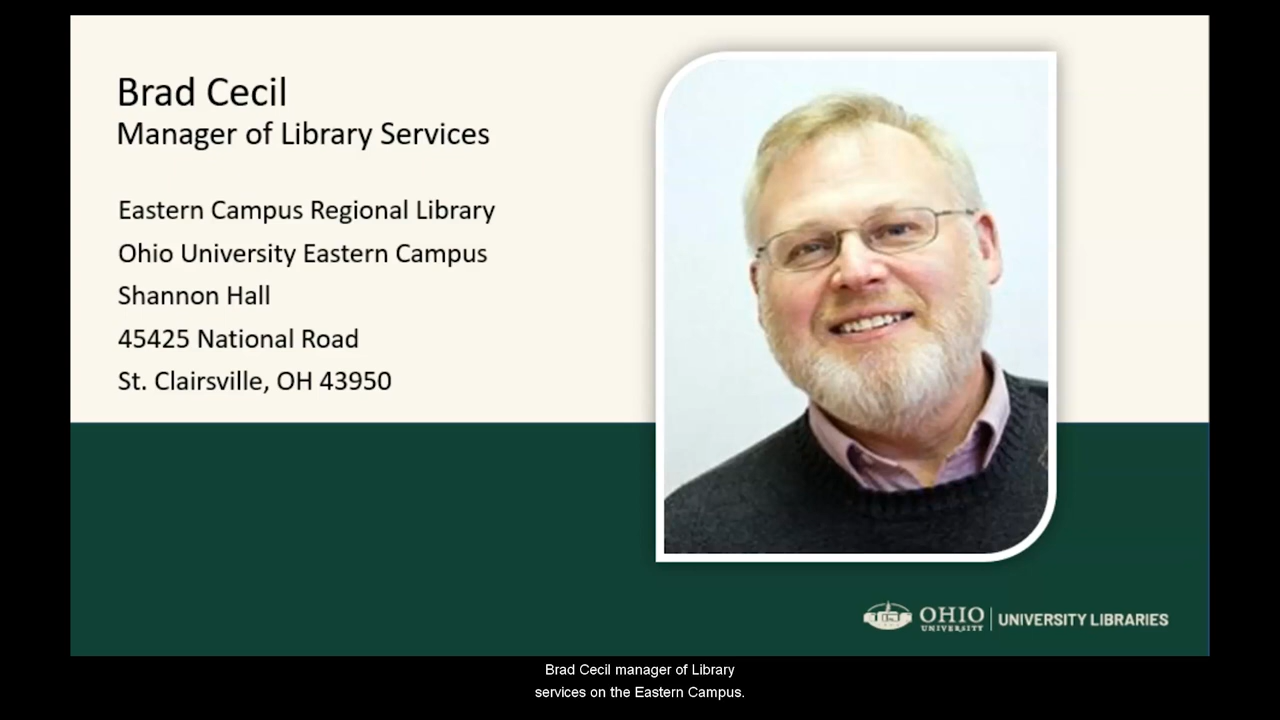 Brad Cecil
Manager of Library Services
Eastern Campus Regional Library
Ohio University Eastern Campus
Shannon Hall
45425 National Road
St. Clairsville, OH 43950
OHIO
UNIVERSITY
UNIVERSITY LIBRARIES
Brad Cecil manager of Library
services on the Eastern Campus.